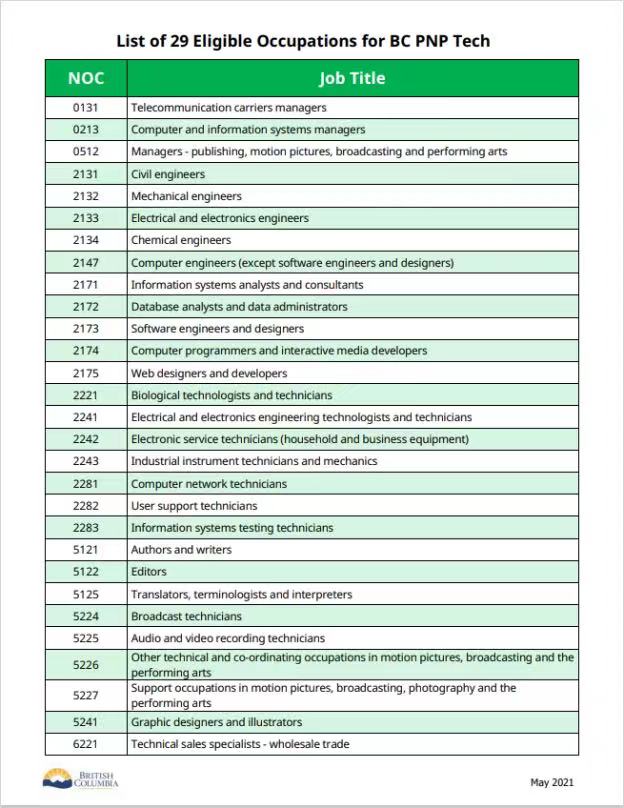 List of 29 Eligible Occupations for BC PNP Tech
NOC Job Title
0131 Telecommunication carriers managers
0213 Computer and information systems managers
0512 Managers - publishing, motion pictures, broadcasting and performing arts
2131 Civil engineers
2132 Mechanical engineers
2133 Electrical and electronics engineers
2134 Chemical engineers
2147 Computer engineers (except software engineers and designers)
2171 Information systems analysts and consultants
2172 Database analysts and data administrators
2173 Software engineers and designers
2174 Computer programmers and interactive media developers
2175 Web designers and developers
2221 Biological technologists and technicians
2241 Electrical and electronics engineering technologists and technicians
2242 Electronic service technicians (household and business equipment)
2243 Industrial instrument technicians and mechanics
2281 Computer network technicians
2282 User support technicians
2283 Information systems testing technicians
5121 Authors and writers
5122 Editors
5125 Translators, terminologists and interpreters
5224 Broadcast technicians
5225 Audio and video recording technicians
5226 Other technical and co-ordinating occupations in motion pictures, broadcasting and the
performing arts
5227 Support occupations in motion pictures, broadcasting, photography and the
performing arts
5241 Graphic designers and illustrators
6221 Technical sales specialists - wholesale trade
BRITISH
COLUMBIA
May 2021